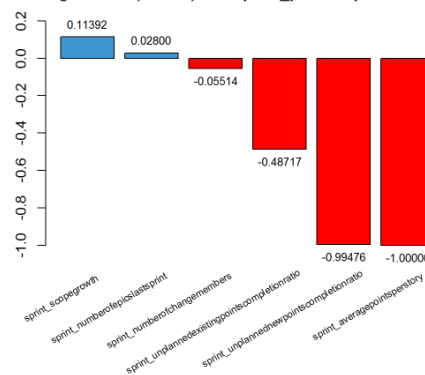 0.2
0.0
-0.2
-0.4
-0.6
-0.8
-1.0
0.11392
0.02800
-0.05514
-0.48717
-0.99476
sprint_scopegrowth
sprint_numberofepicslastsprint
sprint_numberofchangemembers
sprint_unplannedexistingpointscompletionratio
sprint_unplannednewpointscompletionratio
sprint_averagepointsperstory